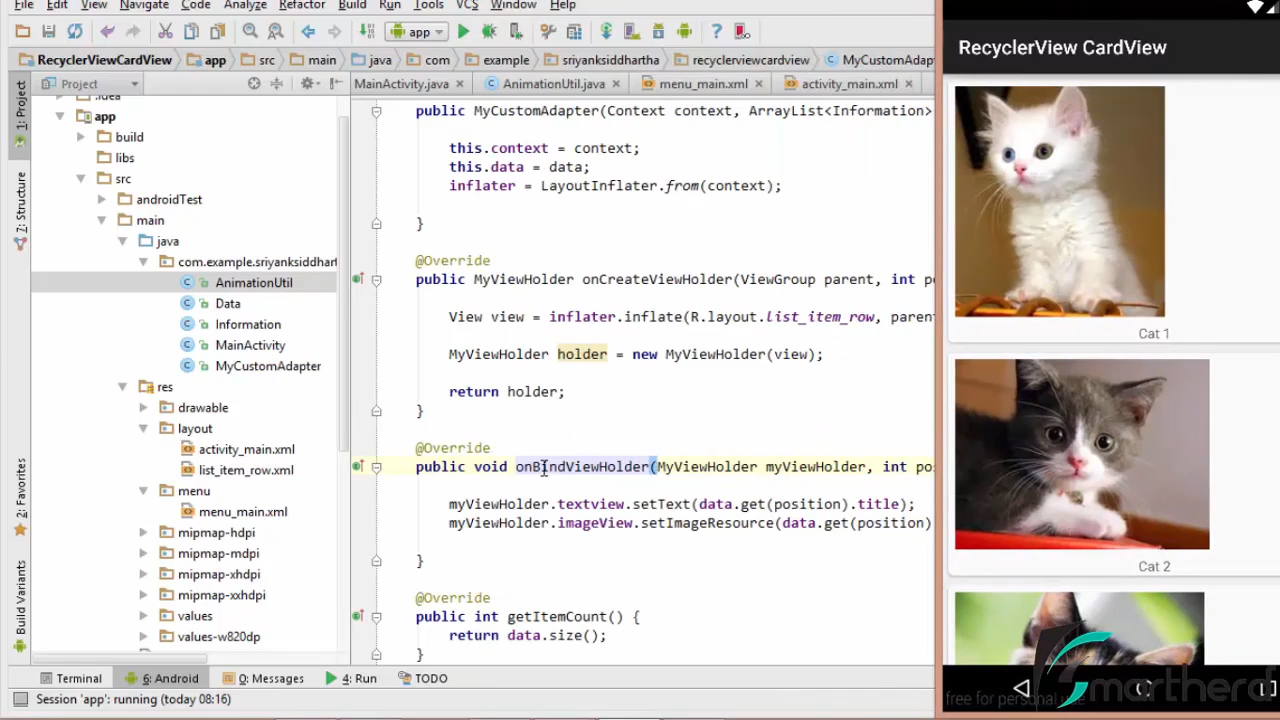 File Edit View Navigate Code Analyze Refactor Build Run Tools VCS Window Help
app
RecyclerViewCardView app src main java com example sriyanksiddhartha recyclerviewcardview MyCustomAdapt
1: Project
7: Structure
2: Favorites
Build Variants
Project
.idea
app
build
libs
src
androidTest
main
java
com.example.sriyanksiddhart
AnimationUtil
Data
Information
MainActivity
MyCustomAdapter
res
drawable
layout
activity_main.xml
list_item_row.xml
menu
menu_main.xml
mipmap-hdpi
mipmap-mdpi
mipmap-xhdpi
mipmap-xxhdpi
values
values-w820dp
MainActivity.java AnimationUtil.java menu_main.xml activity_main.xml
public MyCustomAdapter(Context context, ArrayList<Information>
this.context = context;
this.data = data;
inflater = LayoutInflater.from(context);
}
@Override
public MyViewHolder onCreateViewHolder(ViewGroup parent, int po
View view = inflater.inflate(R.layout.list_item_row, paren
MyViewHolder holder = new MyViewHolder(view);
return holder;
}
@Override
public void onBindViewHolder(MyViewHolder myViewHolder, int po
myViewHolder.textview.setText(data.get(position).title);
myViewHolder.imageView.setImageResource(data.get(position)
}
@Override
public int getItemCount() {
return data.size();
}
Terminal 6: Android 0: Messages 4: Run TODO
Session 'app': running (today 08:16)
RecyclerView CardView
Cat 1
Cat 2
free for personal use
martherd